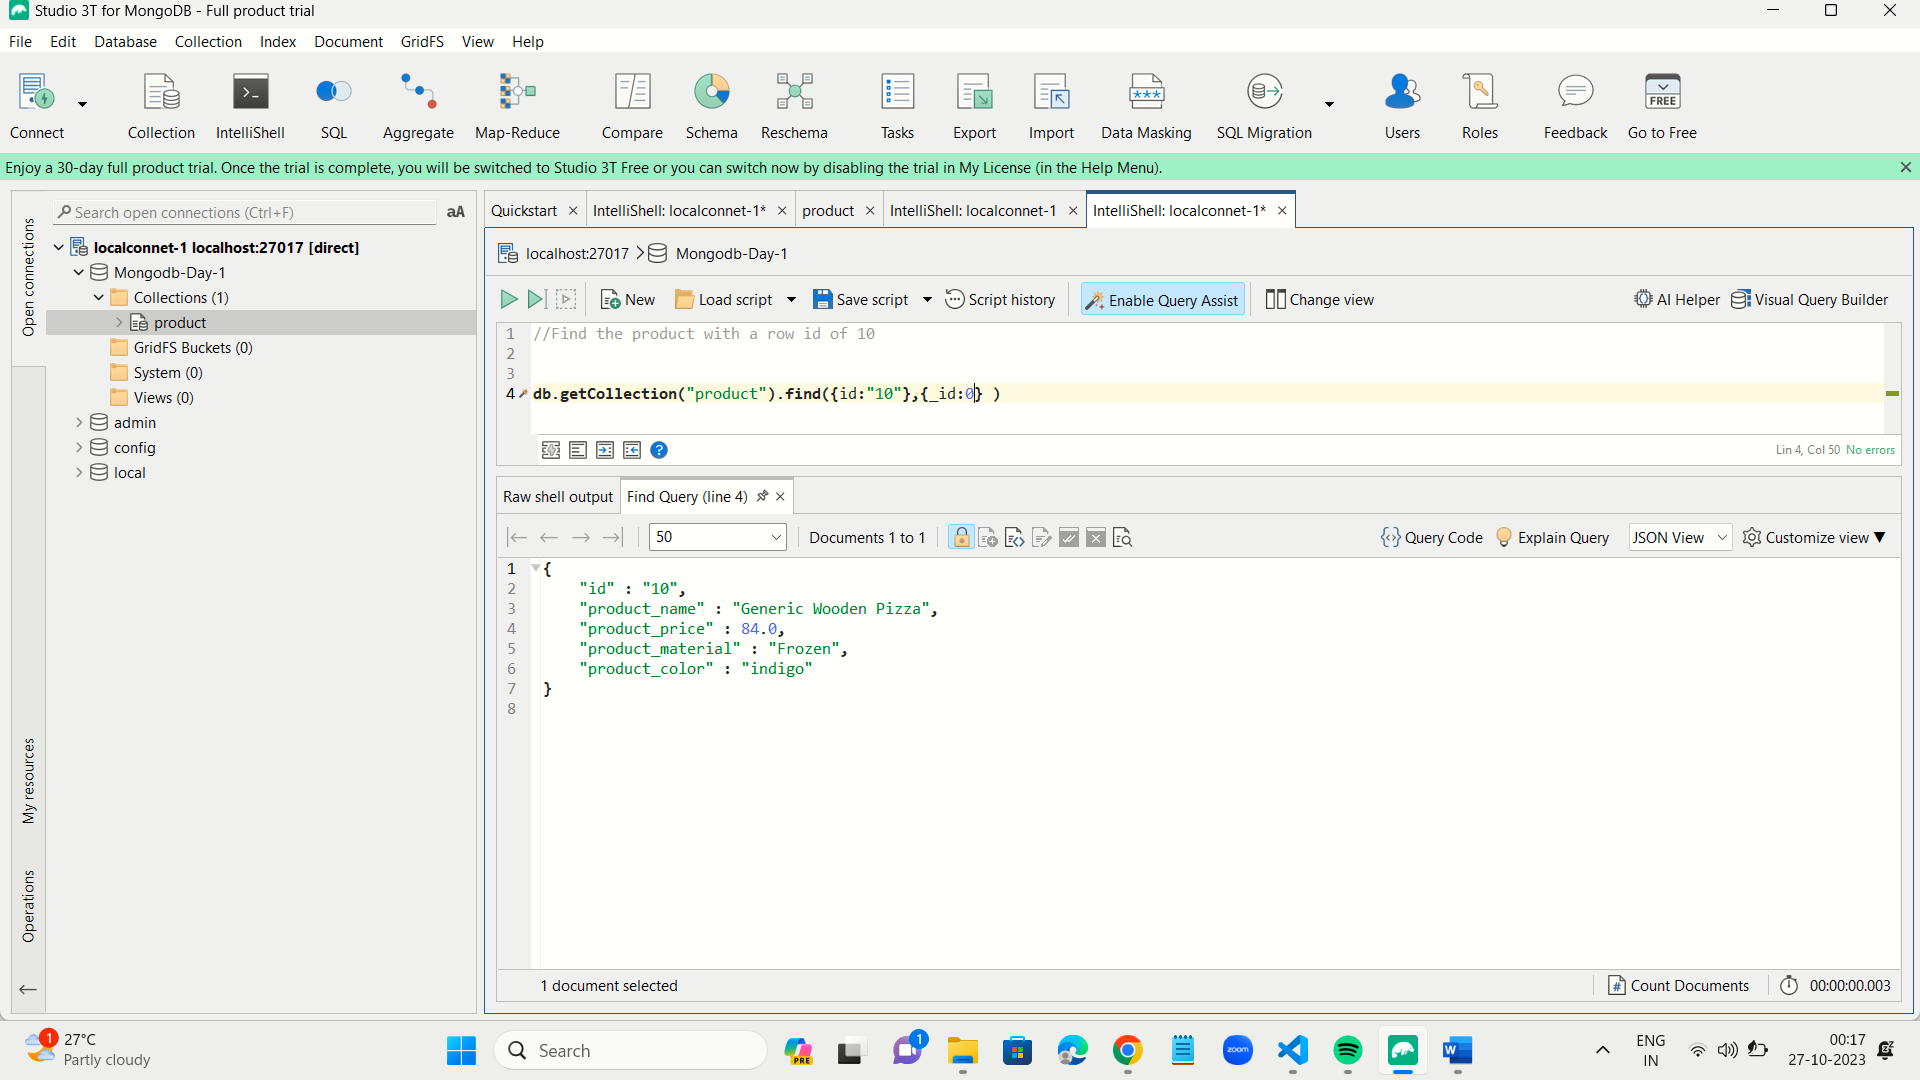 Studio 3T for MongoDB - Full product trial
File Edit Database Collection Index Document GridFS View Help
Connect Collection IntelliShell SQL Aggregate Map-Reduce Compare Schema Reschema Tasks Export Import Data Masking SQL Migration Users Roles Feedback Go to Free
FREE
Enjoy a 30-day full product trial. Once the trial is complete, you will be switched to Studio 3T Free or you can switch now by disabling the trial in My License (in the Help Menu).
Open connections
My resources
Operations
Search open connections (Ctrl+F) aA
localconnet-1 localhost:27017 [direct]
Mongodb-Day-1
Collections (1)
product
GridFS Buckets (0)
System (0)
Views (0)
admin
config
local
Quickstart IntelliShell: localconnet-1* product IntelliShell: localconnet-1 IntelliShell: localconnet-1*
localhost:27017 Mongodb-Day-1
New Load script Save script Script history Enable Query Assist Change view AI Helper Visual Query Builder
1 //Find the product with a row id of 10
2
3
4 db.getCollection("product").find({id:"10"},{_id:0} )
Lin 4, Col 50 No errors
Raw shell output Find Query (line 4)
50 Documents 1 to 1 Query Code Explain Query JSON View Customize view
1 {
2 "id" : "10",
3 "product_name" : "Generic Wooden Pizza",
4 "product_price" : 84.0,
5 "product_material" : "Frozen",
6 "product_color" : "indigo"
7 }
8
1 document selected Count Documents 00:00:00.003
1 27°C
Partly cloudy
Search
PRE
1
zoom
ENG
IN
00:17
27-10-2023